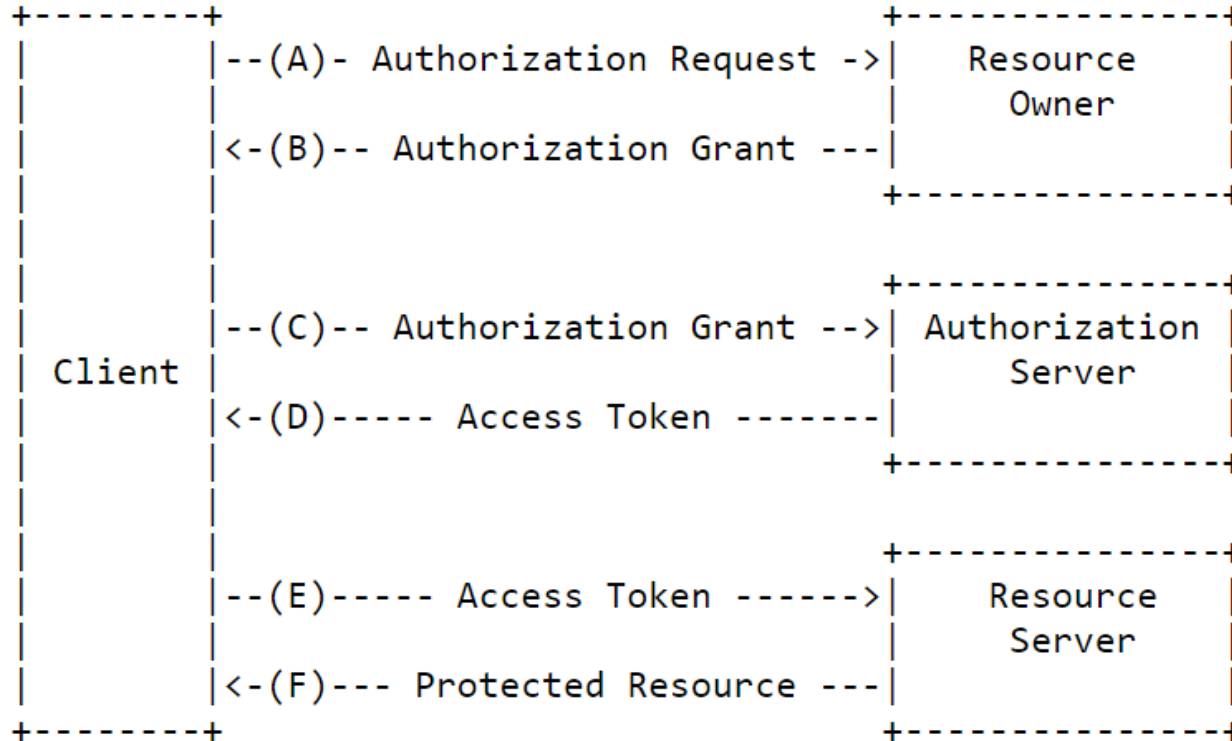 +--------+                               +---------------+
|        |--(A)- Authorization Request ->|   Resource    |
|        |                               |     Owner     |
|        |<-(B)-- Authorization Grant ---|               |
|        |                               +---------------+
|        |
|        |                               +---------------+
|        |--(C)-- Authorization Grant -->| Authorization |
| Client |                               |     Server    |
|        |<-(D)----- Access Token -------|               |
|        |                               +---------------+
|        |
|        |                               +---------------+
|        |--(E)----- Access Token ------>|    Resource   |
|        |                               |     Server    |
|        |<-(F)--- Protected Resource ---|               |
+--------+                               +---------------+